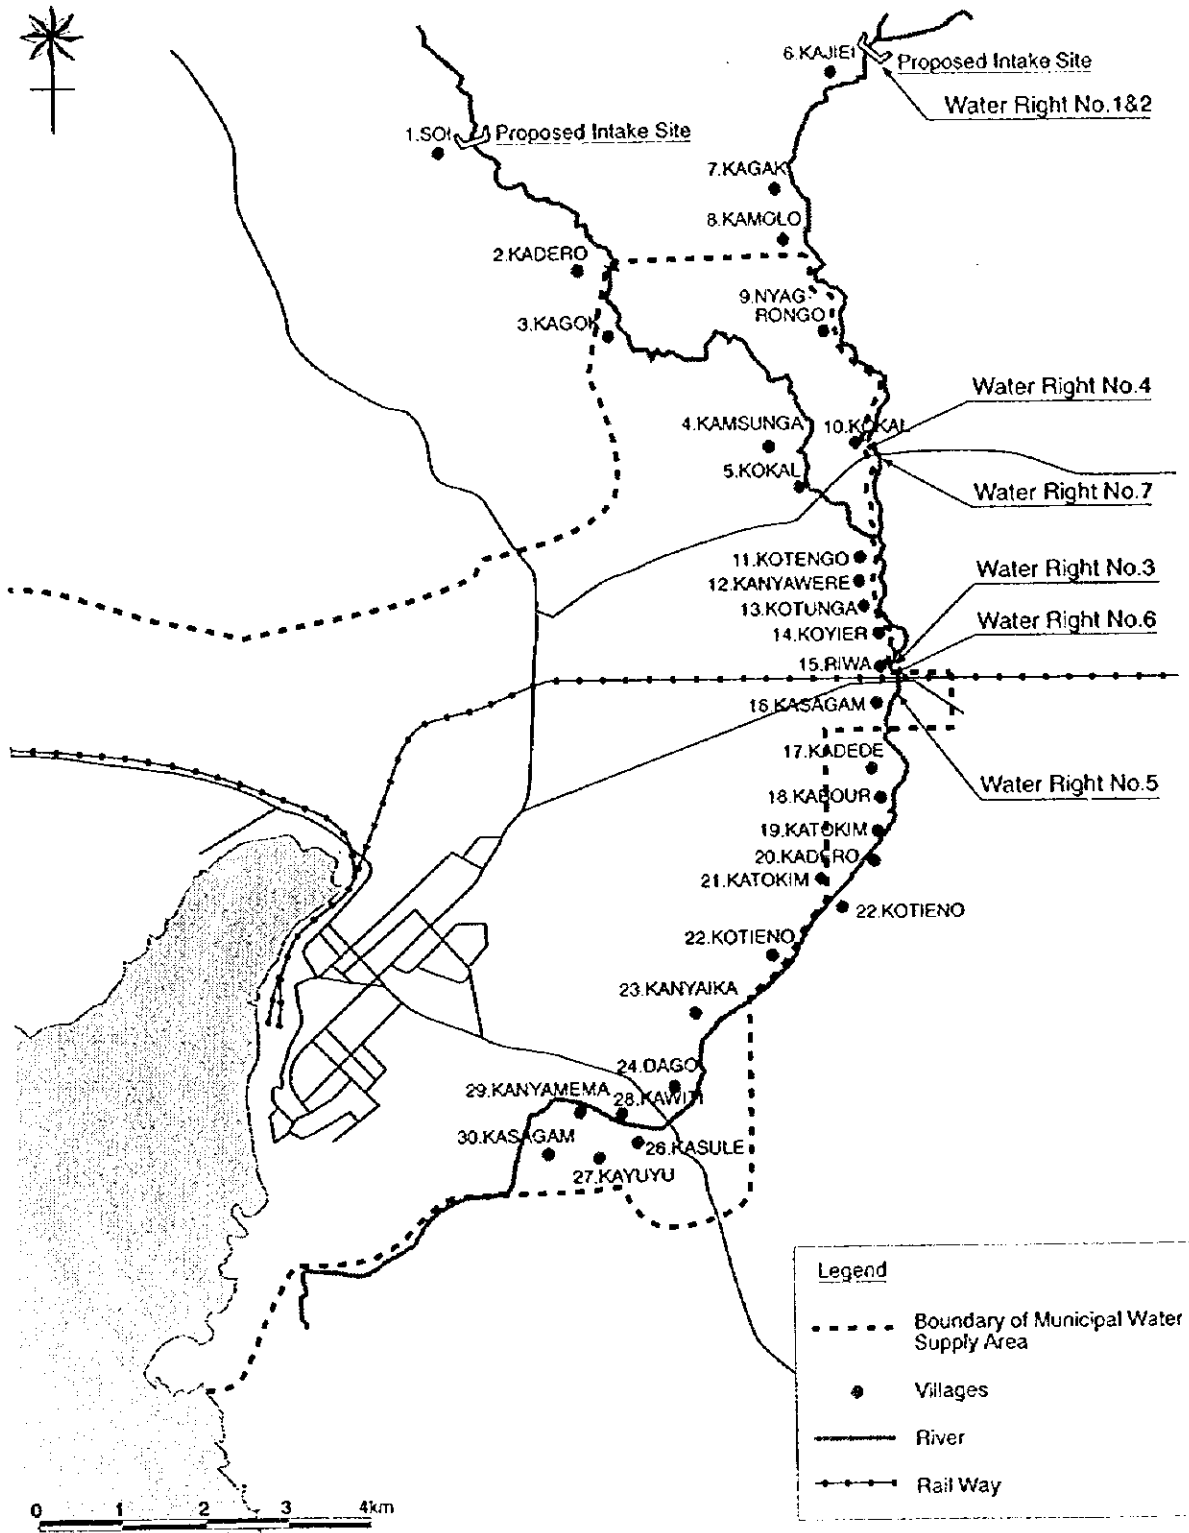 6.KAJIEI
Proposed Intake Site
Water Right No.1&2
1.SOI
Proposed Intake Site
7.KAGAK
8.KAMOLO
2.KADERO
9.NYAG-
RONGO
3.KAGOK
Water Right No.4
4.KAMSUNGA
10.KOKAL
5.KOKAL
Water Right No.7
11.KOTENGO
Water Right No.3
12.KANYAWERE
13.KOTUNGA
Water Right No.6
14.KOYIER
15.RIWA
16.KASAGAM
17.KADEDE
Water Right No.5
18.KABOUR
19.KATOKIM
20.KADERO
21.KATOKIM
22.KOTIENO
22.KOTIENO
23.KANYAIKA
24.DAGO
29.KANYAMEMA
28.KAWITI
30.KASAGAM
26.KASULE
27.KAYUYU
Legend
Boundary of Municipal Water
Supply Area
Villages
River
Rail Way
0 1 2 3 4km